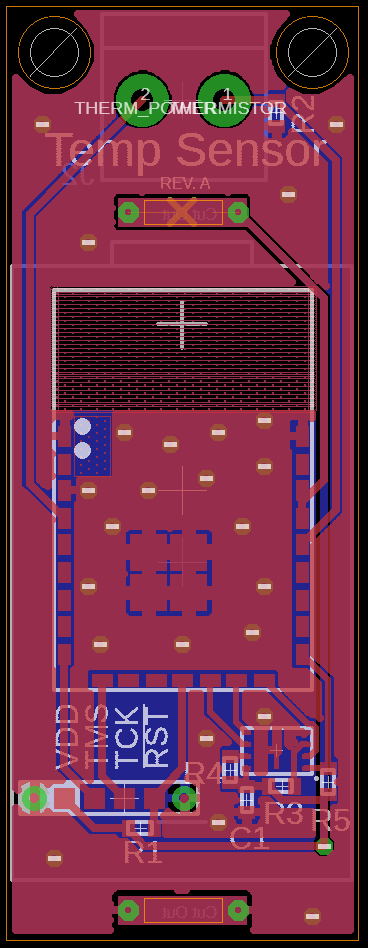 2 1
THERM_POWER THERMISTOR
R2
Temp Sensor
REV. A
Cut Out
VDD
TMS
TCK
RST
R4
R3
R5
C1
R1
Cut Out